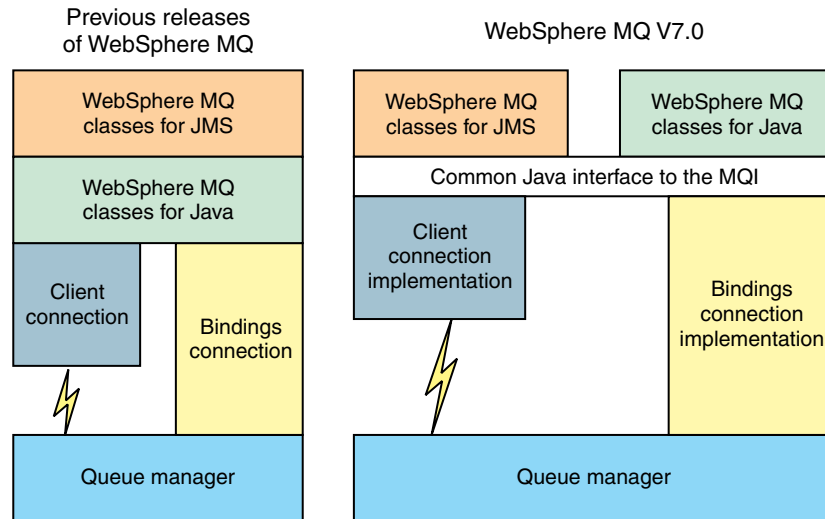 Previous releases
of WebSphere MQ
WebSphere MQ
classes for JMS
WebSphere MQ
classes for Java
Client
connection
Bindings
connection
Queue manager
WebSphere MQ V7.0
WebSphere MQ
classes for JMS
WebSphere MQ
classes for Java
Common Java interface to the MQI
Client
connection
implementation
Bindings
connection
implementation
Queue manager